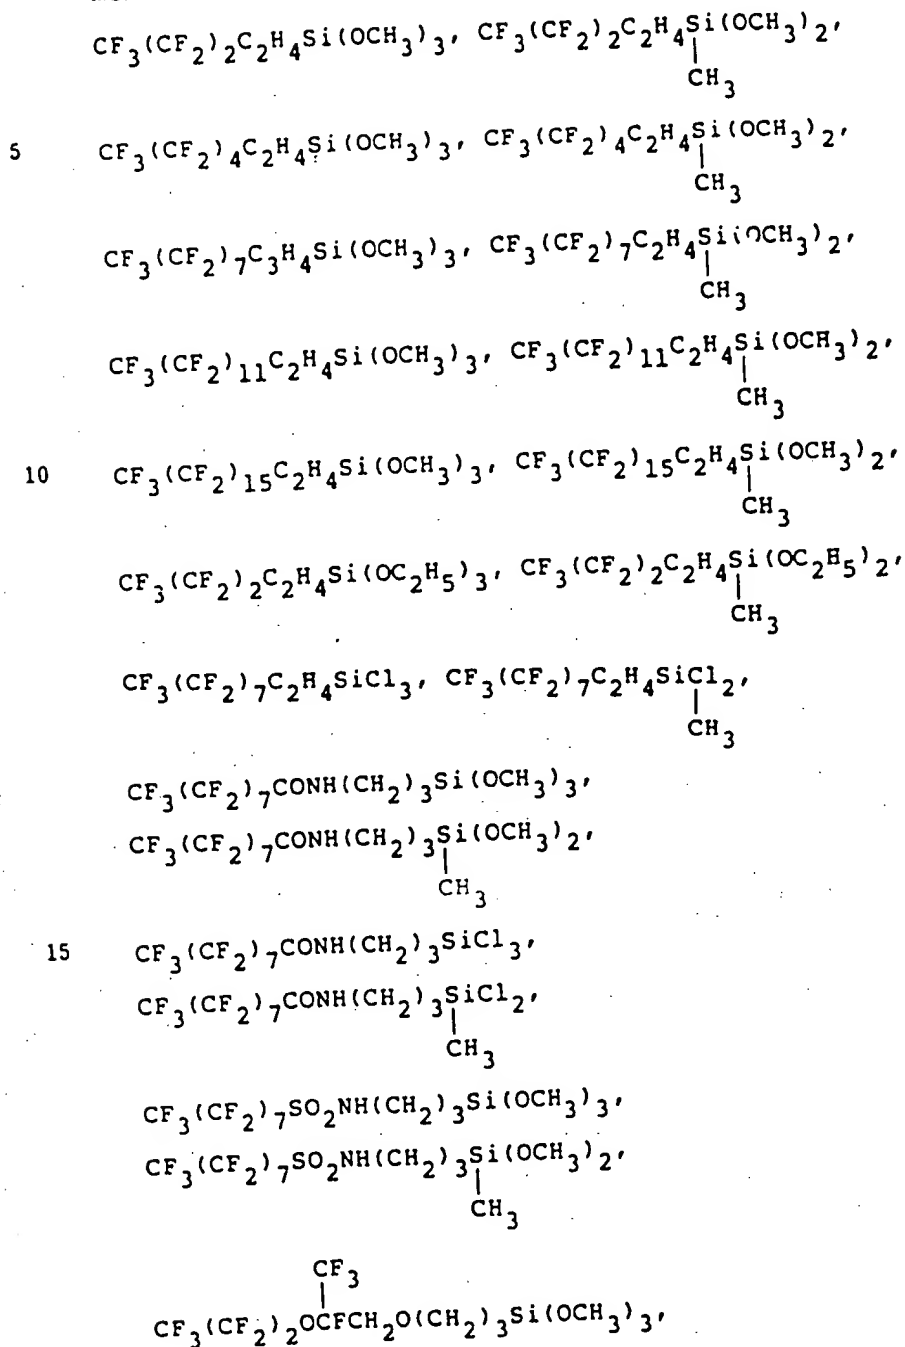 CF3(CF2)2C2H4Si(OCH3)3, CF3(CF2)2C2H4Si(OCH3)2,
|
CH3
5 CF3(CF2)4C2H4Si(OCH3)3, CF3(CF2)4C2H4Si(OCH3)2,
|
CH3
CF3(CF2)7C3H4Si(OCH3)3, CF3(CF2)7C2H4Si(OCH3)2,
|
CH3
CF3(CF2)11C2H4Si(OCH3)3, CF3(CF2)11C2H4Si(OCH3)2,
|
CH3
10 CF3(CF2)15C2H4Si(OCH3)3, CF3(CF2)15C2H4Si(OCH3)2,
|
CH3
CF3(CF2)2C2H4Si(OC2H5)3, CF3(CF2)2C2H4Si(OC2H5)2,
|
CH3
CF3(CF2)7C2H4SiCl3, CF3(CF2)7C2H4SiCl2,
|
CH3
CF3(CF2)7CONH(CH2)3Si(OCH3)3,
CF3(CF2)7CONH(CH2)3Si(OCH3)2,
|
CH3
15 CF3(CF2)7CONH(CH2)3SiCl3,
CF3(CF2)7CONH(CH2)3SiCl2,
|
CH3
CF3(CF2)7SO2NH(CH2)3Si(OCH3)3,
CF3(CF2)7SO2NH(CH2)3Si(OCH3)2,
|
CH3
CF3
|
CF3(CF2)2OCFCH2O(CH2)3Si(OCH3)3,